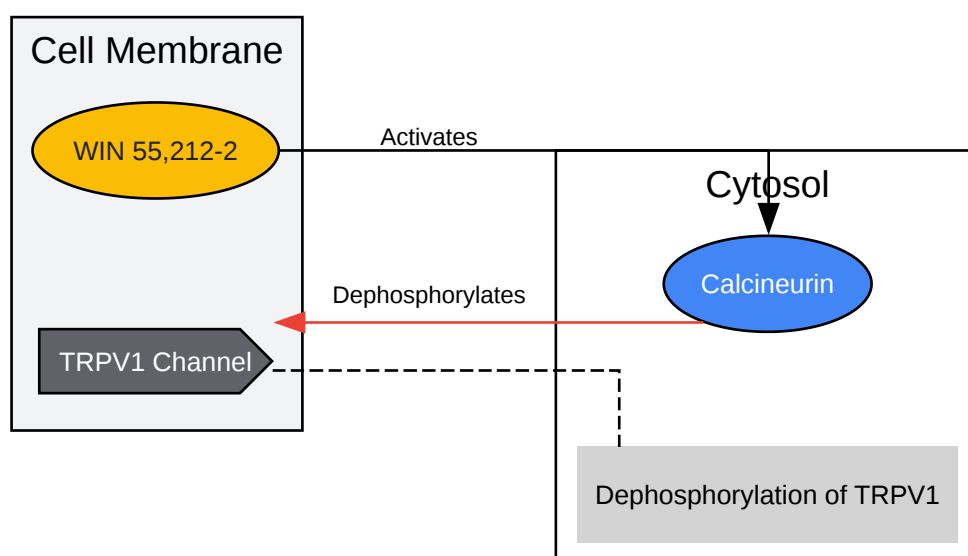 Cell Membrane
WIN 55,212-2
Activates
Cytosol
Calcineurin
Dephosphorylates
TRPV1 Channel
Dephosphorylation of TRPV1